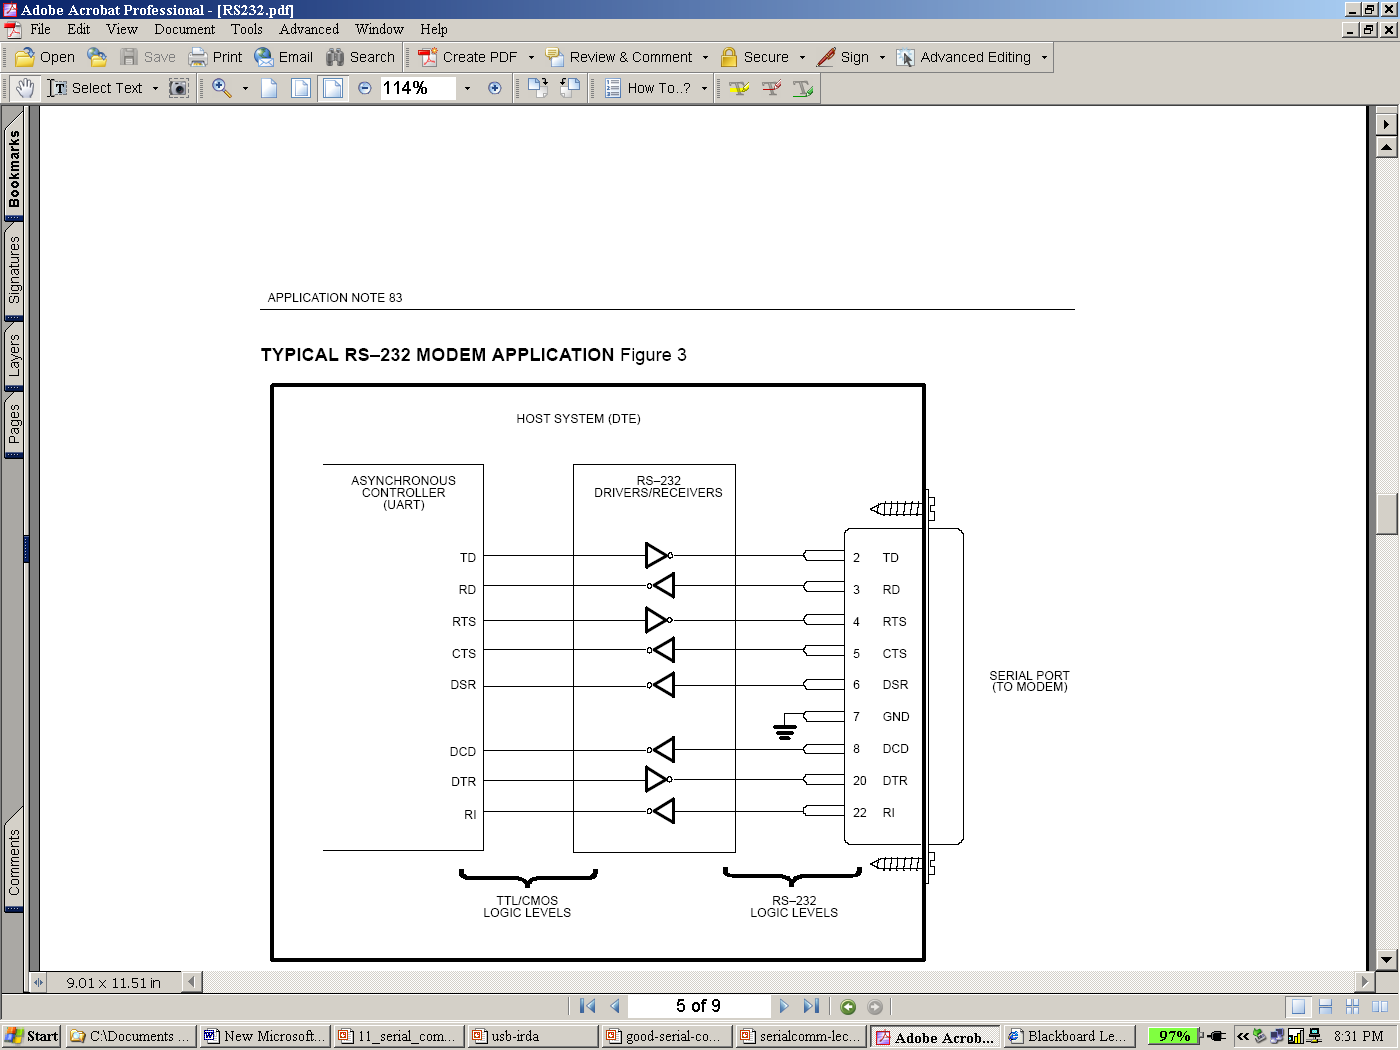 Adobe Acrobat Professional - [RS232.pdf]
File Edit View Document Tools Advanced Window Help
Open Save Print Email Search Create PDF Review & Comment Secure Sign Advanced Editing
Select Text 114% How To..?
Bookmarks
Signatures
Layers
Pages
Comments
APPLICATION NOTE 83
TYPICAL RS–232 MODEM APPLICATION Figure 3
HOST SYSTEM (DTE)
ASYNCHRONOUS
CONTROLLER
(UART)
RS–232
DRIVERS/RECEIVERS
TD 2 TD
RD 3 RD
RTS 4 RTS
CTS 5 CTS
DSR 6 DSR
7 GND
DCD 8 DCD
DTR 20 DTR
RI 22 RI
SERIAL PORT
(TO MODEM)
TTL/CMOS
LOGIC LEVELS
RS–232
LOGIC LEVELS
9.01 x 11.51 in
5 of 9
Start C:\Documents ... New Microsoft... 11_serial_com... usb-irda good-serial-co... serialcomm-lec... Adobe Acrob... Blackboard Le... 97% 8:31 PM